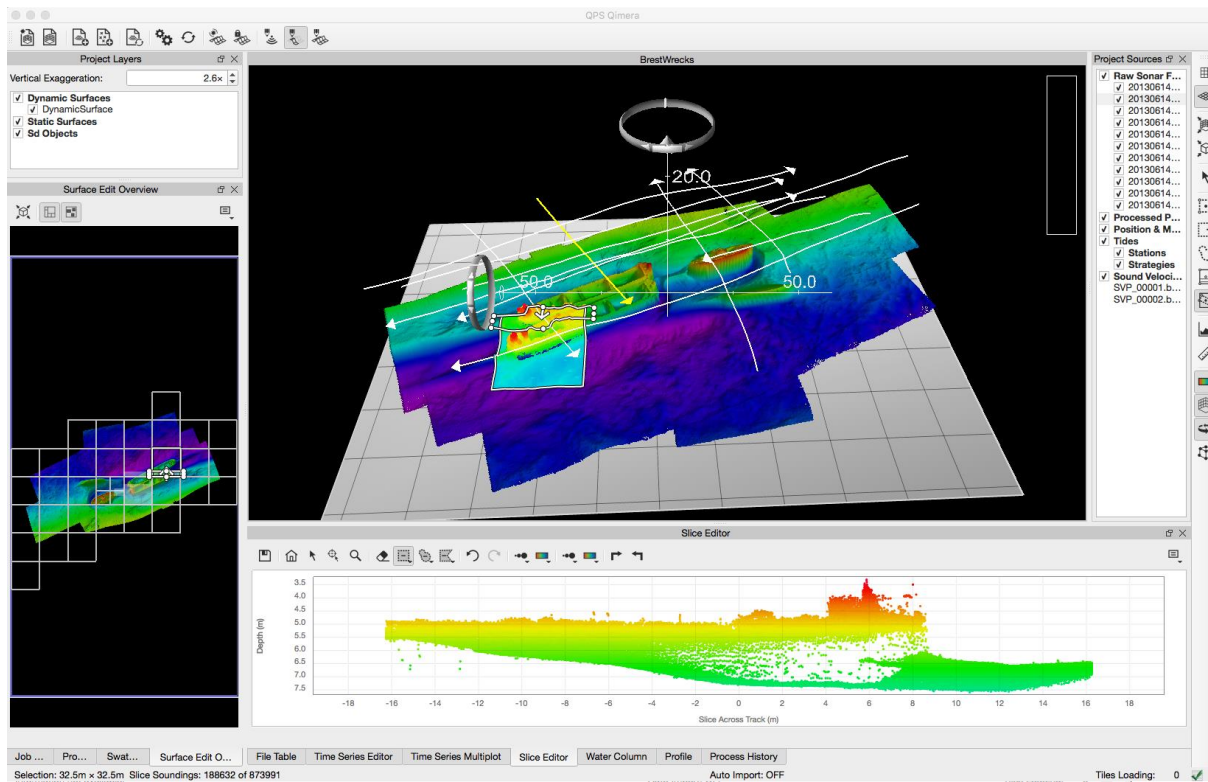 QPS Qimera
Project Layers
Vertical Exaggeration: 2.6×
Dynamic Surfaces
DynamicSurface
Static Surfaces
Sd Objects
Surface Edit Overview
BrestWrecks
20.0
50.0
50.0
Project Sources
Raw Sonar F...
20130614...
20130614...
20130614...
20130614...
20130614...
20130614...
20130614...
20130614...
20130614...
20130614...
20130614...
Processed P...
Position & M...
Tides
Stations
Strategies
Sound Veloci...
SVP_00001.b...
SVP_00002.b...
Slice Editor
Depth (m)
3.5
4.0
4.5
5.0
5.5
6.0
6.5
7.0
7.5
-18 -16 -14 -12 -10 -8 -6 -4 -2 0 2 4 6 8 10 12 14 16 18
Slice Across Track (m)
Job ... Pro... Swat... Surface Edit O... File Table Time Series Editor Time Series Multiplot Slice Editor Water Column Profile Process History
Selection: 32.5m × 32.5m Slice Soundings: 188632 of 873991 Auto Import: OFF Tiles Loading: 0